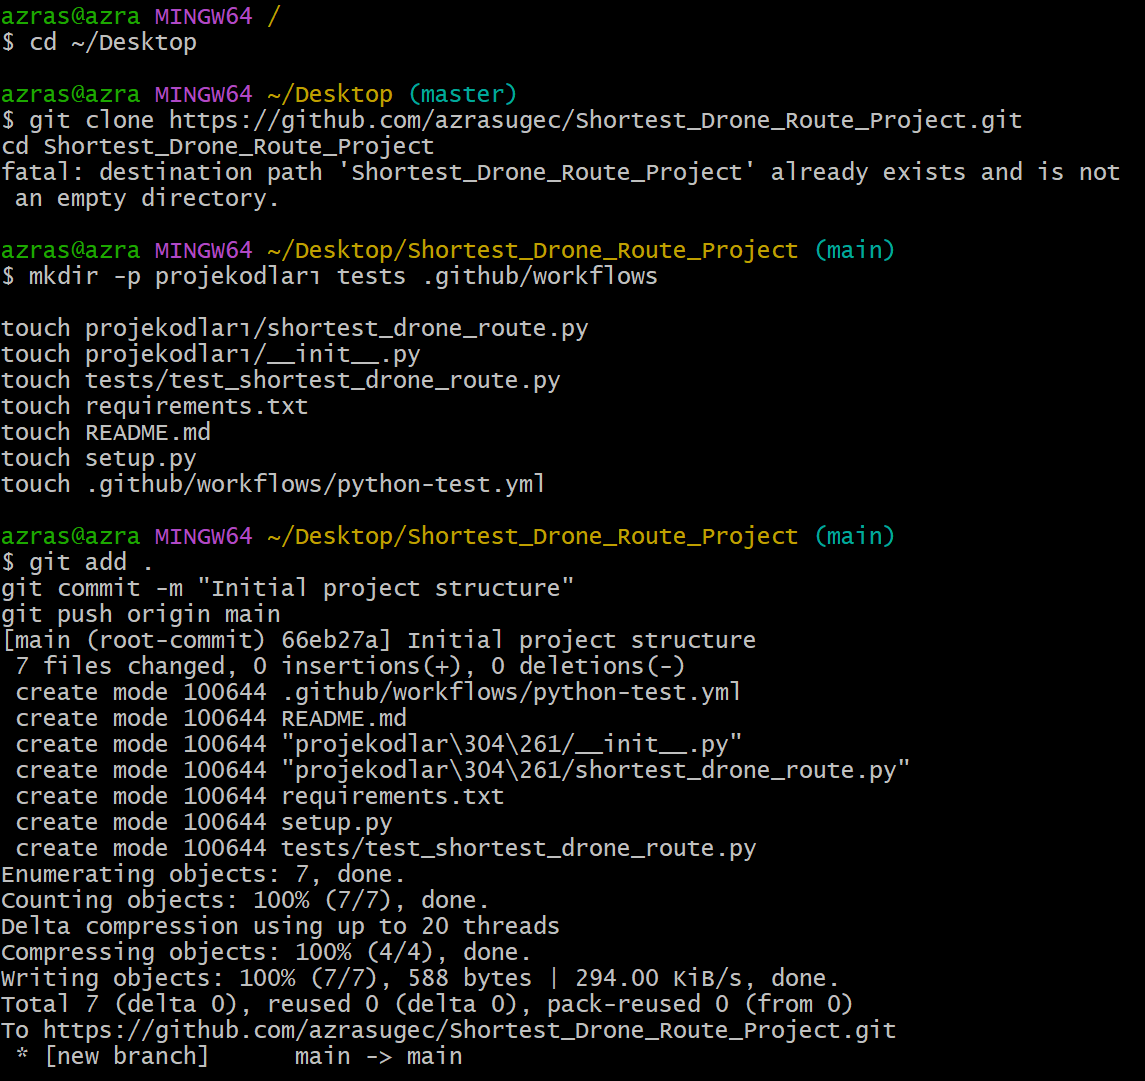 azras@azra MINGW64 /
$ cd ~/Desktop
azras@azra MINGW64 ~/Desktop (master)
$ git clone https://github.com/azrasugec/Shortest_Drone_Route_Project.git
cd Shortest_Drone_Route_Project
fatal: destination path 'Shortest_Drone_Route_Project' already exists and is not
 an empty directory.
azras@azra MINGW64 ~/Desktop/Shortest_Drone_Route_Project (main)
$ mkdir -p projekodları tests .github/workflows
touch projekodları/shortest_drone_route.py
touch projekodları/__init__.py
touch tests/test_shortest_drone_route.py
touch requirements.txt
touch README.md
touch setup.py
touch .github/workflows/python-test.yml
azras@azra MINGW64 ~/Desktop/Shortest_Drone_Route_Project (main)
$ git add .
git commit -m "Initial project structure"
git push origin main
[main (root-commit) 66eb27a] Initial project structure
 7 files changed, 0 insertions(+), 0 deletions(-)
 create mode 100644 .github/workflows/python-test.yml
 create mode 100644 README.md
 create mode 100644 "projekodlar\304\261/__init__.py"
 create mode 100644 "projekodlar\304\261/shortest_drone_route.py"
 create mode 100644 requirements.txt
 create mode 100644 setup.py
 create mode 100644 tests/test_shortest_drone_route.py
Enumerating objects: 7, done.
Counting objects: 100% (7/7), done.
Delta compression using up to 20 threads
Compressing objects: 100% (4/4), done.
Writing objects: 100% (7/7), 588 bytes | 294.00 KiB/s, done.
Total 7 (delta 0), reused 0 (delta 0), pack-reused 0 (from 0)
To https://github.com/azrasugec/Shortest_Drone_Route_Project.git
 * [new branch]      main -> main